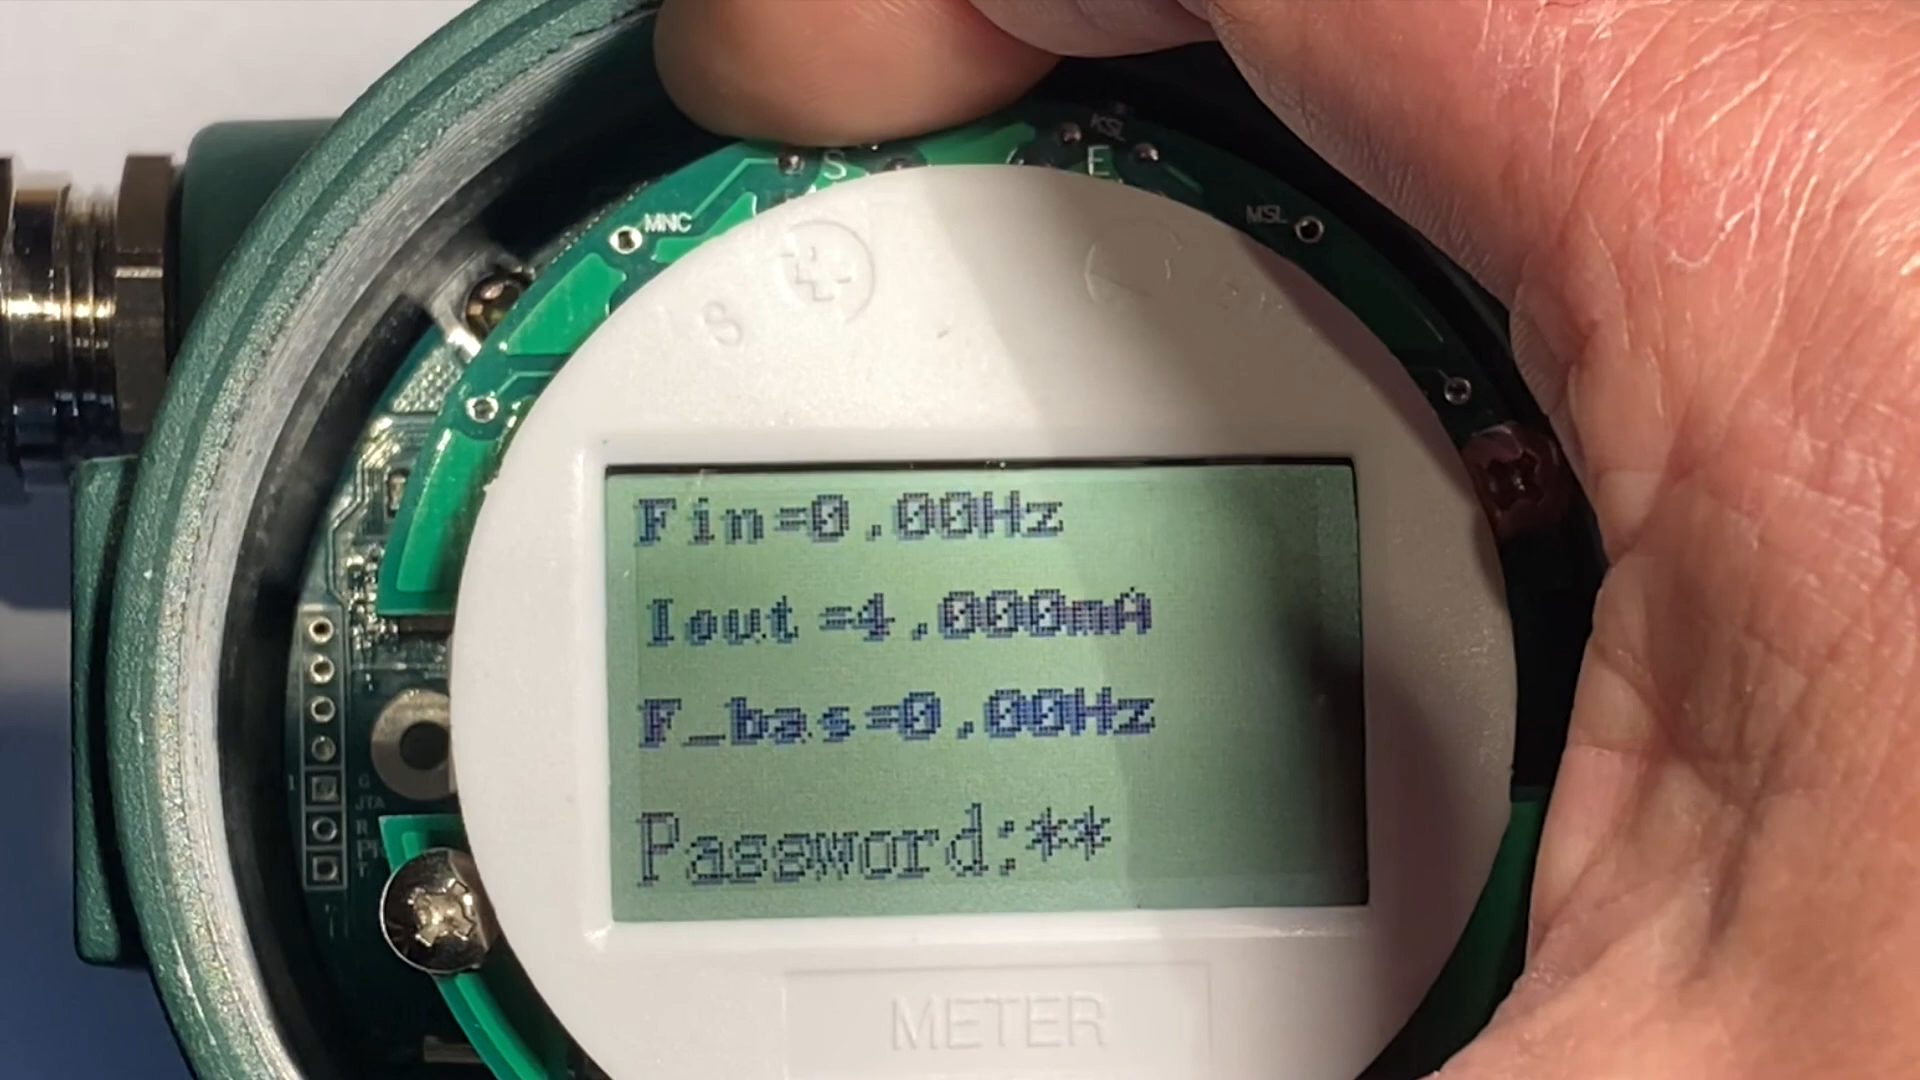 KSL
S
E
MNC
MSL
S
Fin=0.00Hz
Iout =4.000mA
F_bas=0.00Hz
Password:**
G
JTA
R
METER